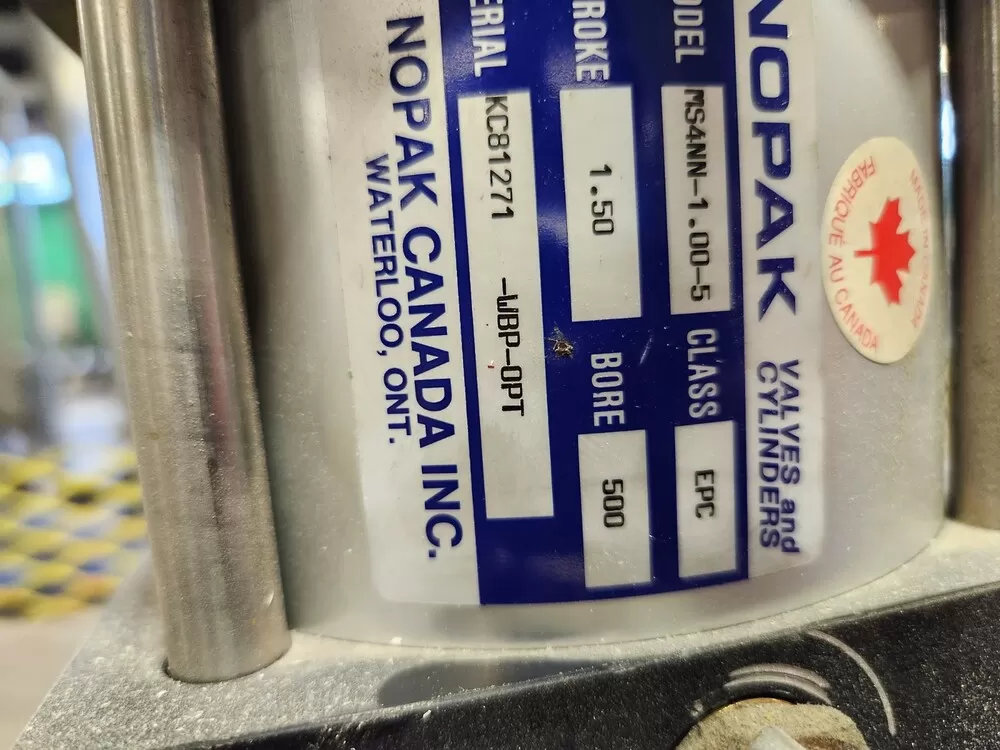 NOPAK VALVES and
CYLINDERS
ODEL MS4NN-1.00-5 CLASS EPC
ROKE 1.50 BORE 500
ERIAL KC81271 -WBP-OPT
NOPAK CANADA INC.
WATERLOO, ONT.
MADE IN CANADA
FABRIQUÉ AU CANADA